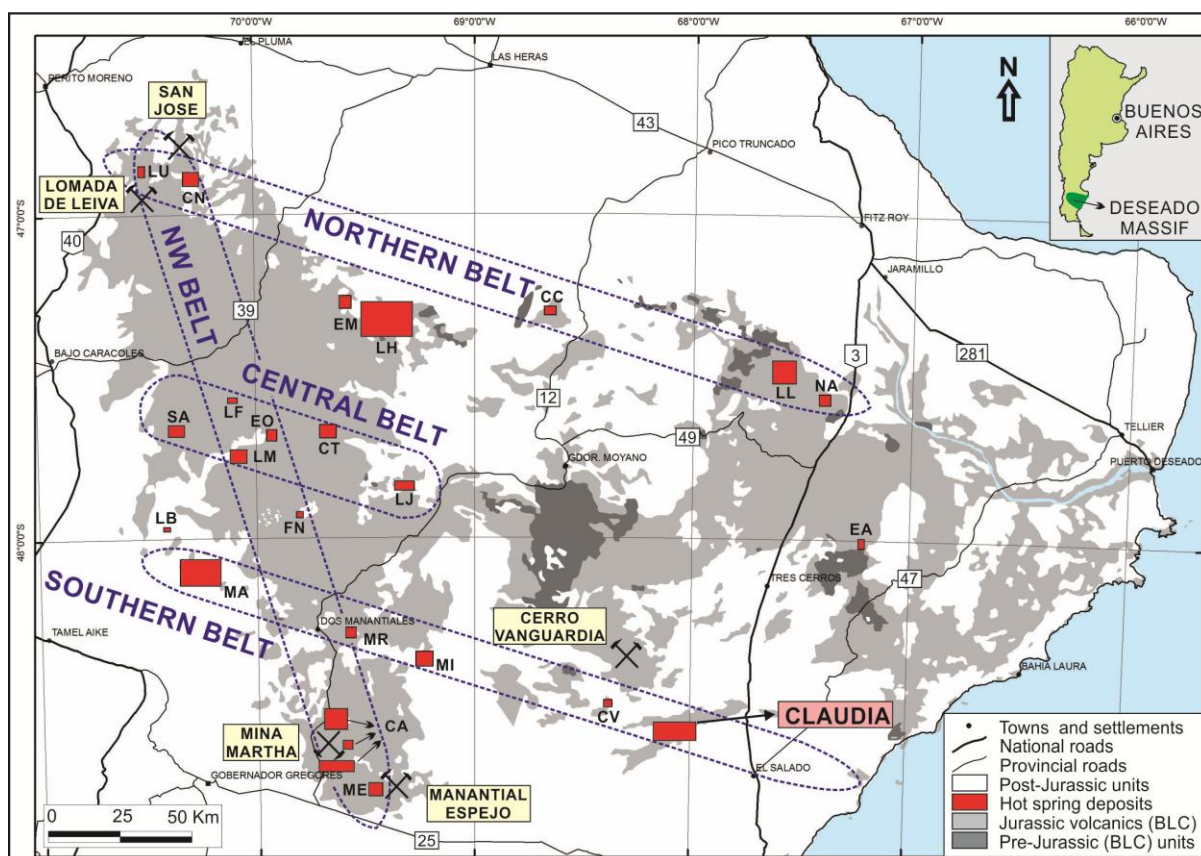 70°0'0"W
69°0'0"W
68°0'0"W
67°0'0"W
66°0'0"W
EL PLUMA
LAS HERAS
PERITO MORENO
SAN
JOSE
N
BUENOS
AIRES
DESEADO
MASSIF
43
PICO TRUNCADO
LU
CN
LOMADA
DE LEIVA
47°0'0"S
47°0'0"S
40
FITZ ROY
NORTHERN BELT
JARAMILLO
NW BELT
39
EM
LH
CC
BAJO CARACOLES
3
281
12
LL
NA
CENTRAL BELT
LF
SA
EO
CT
LM
49
TELLIER
PUERTO DESEADO
GDOR. MOYANO
LJ
LB
FN
48°0'0"S
48°0'0"S
EA
MA
TRES CERROS
47
SOUTHERN BELT
TAMEL AIKE
DOS MANANTIALES
MR
MI
CERRO
VANGUARDIA
BAHIA LAURA
CV
CLAUDIA
CA
MINA
MARTHA
EL SALADO
GOBERNADOR GREGORES
ME
MANANTIAL
ESPEJO
25
0 25 50 Km
Towns and settlements
National roads
Provincial roads
Post-Jurassic units
Hot spring deposits
Jurassic volcanics (BLC)
Pre-Jurassic (BLC) units